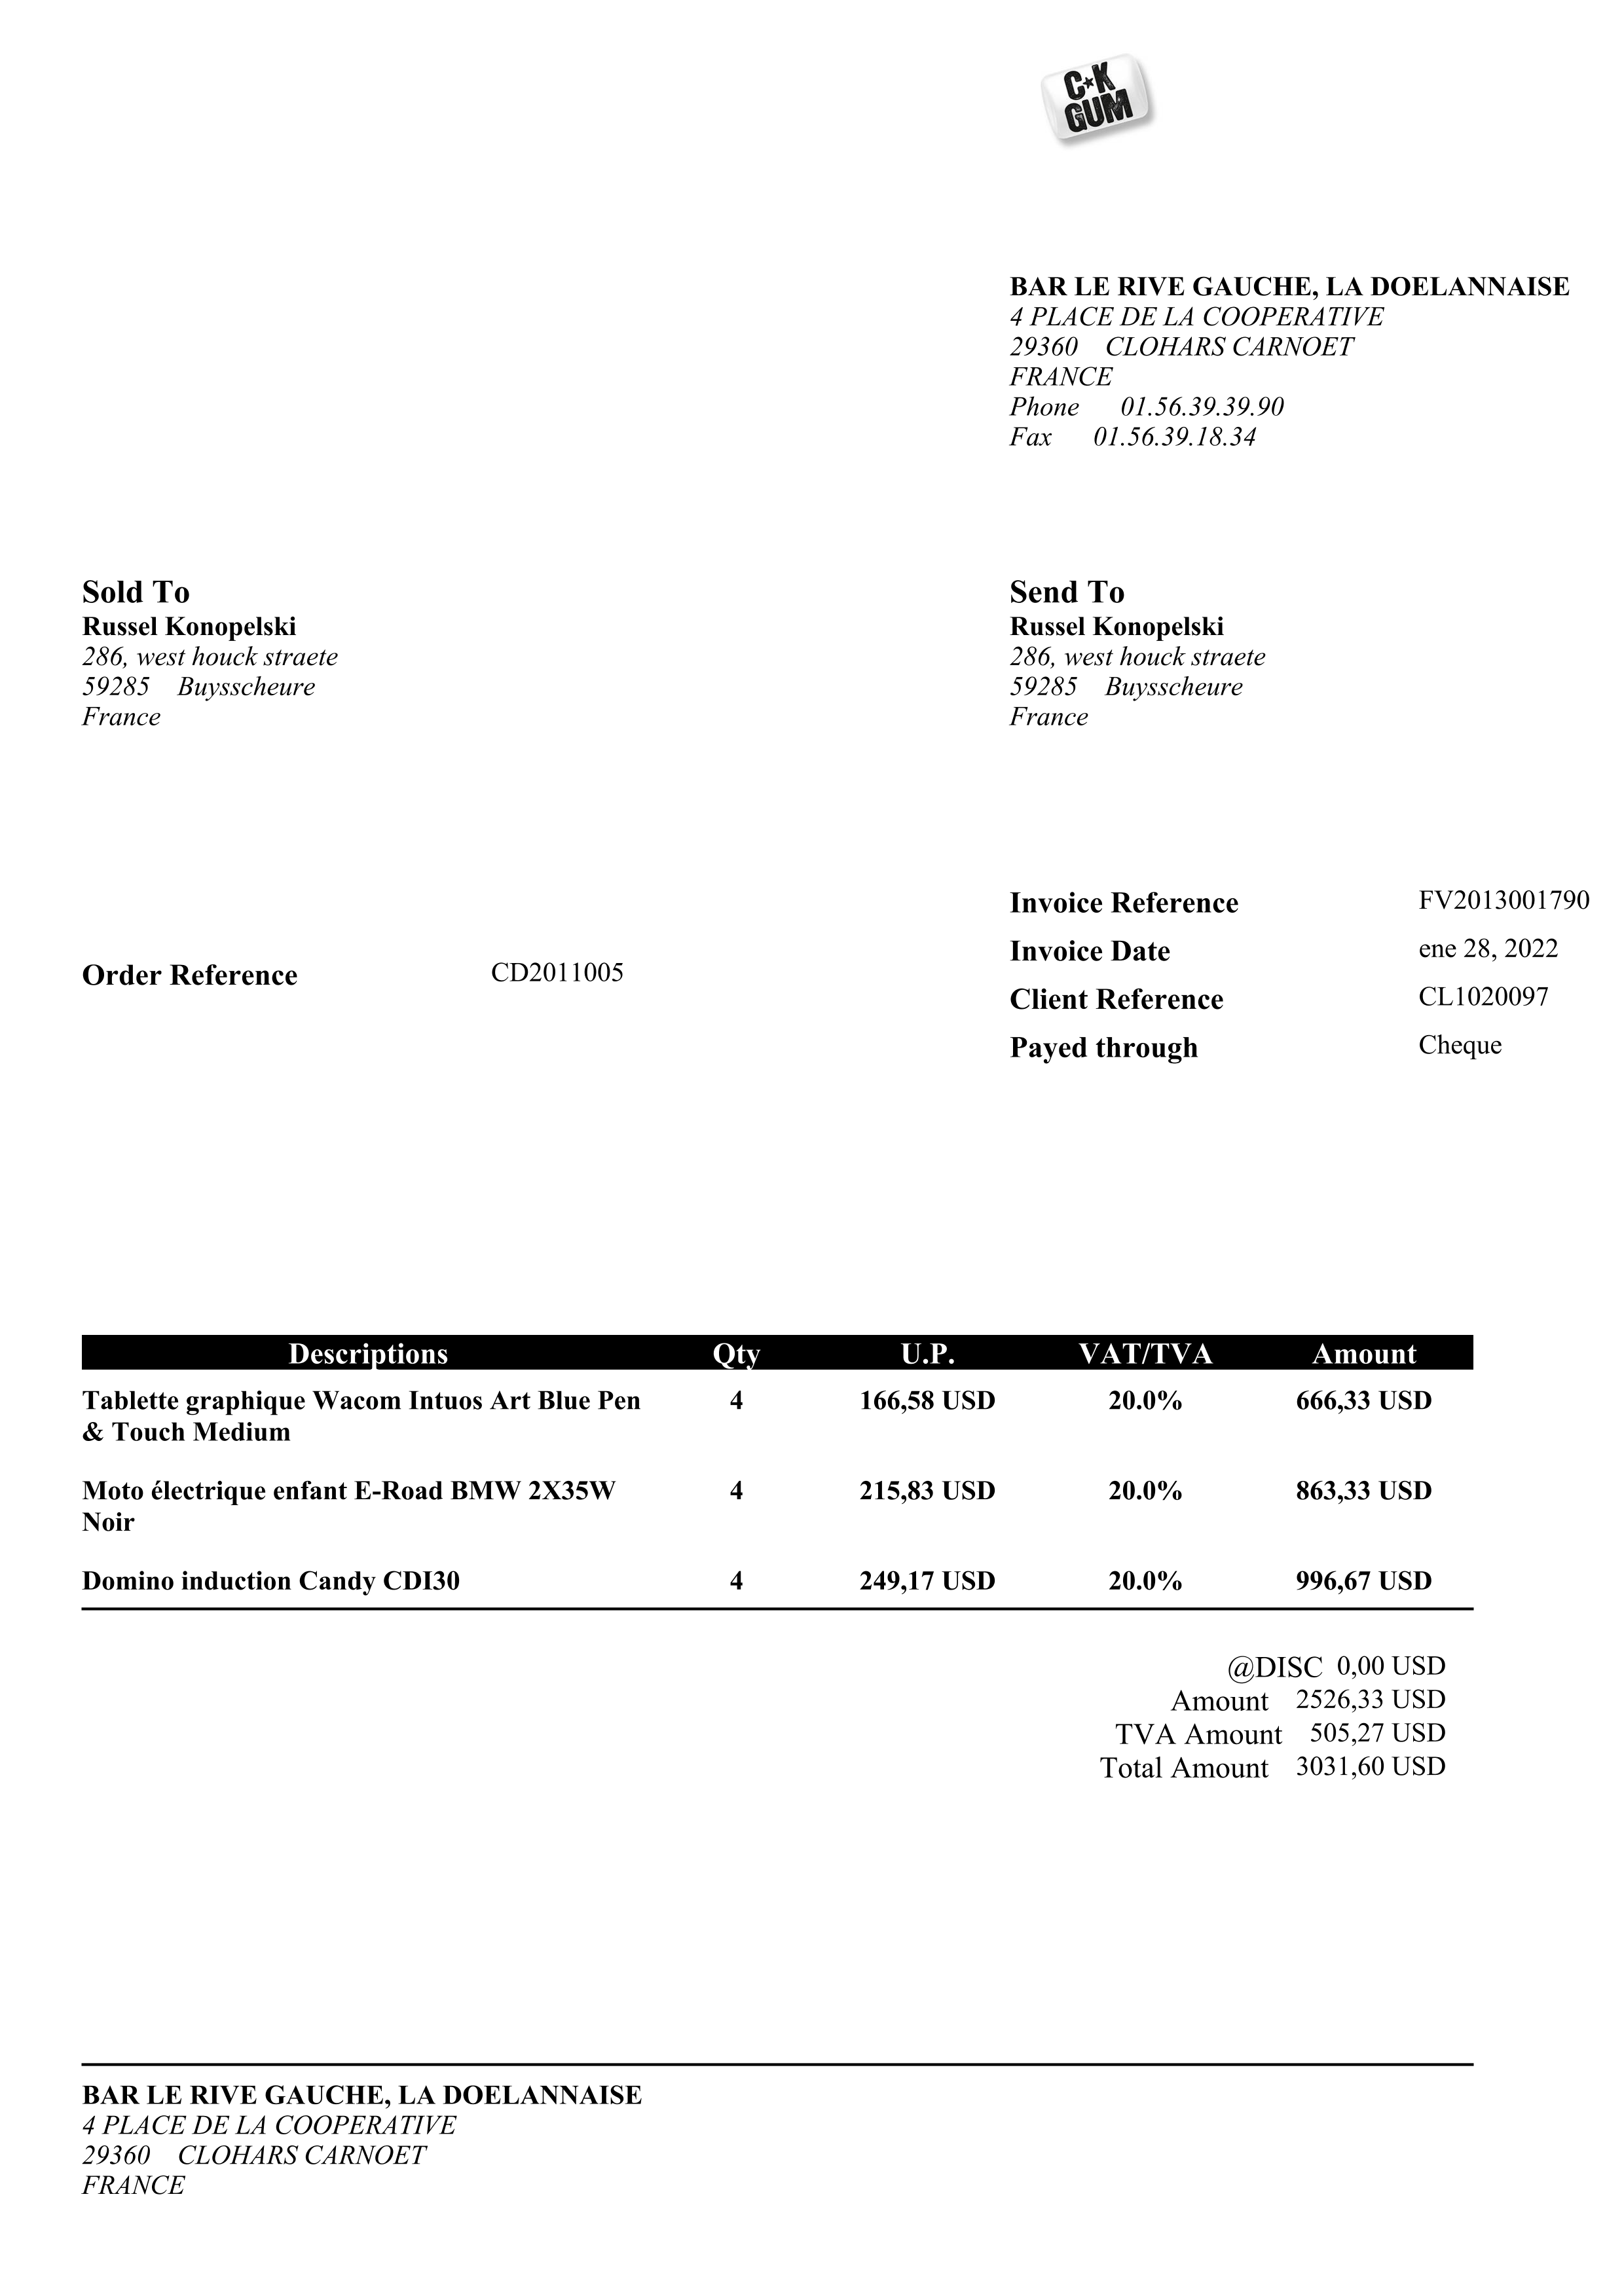 C★K
GUM
BAR LE RIVE GAUCHE, LA DOELANNAISE
4 PLACE DE LA COOPERATIVE
29360 CLOHARS CARNOET
FRANCE
Phone 01.56.39.39.90
Fax 01.56.39.18.34
Sold To
Russel Konopelski
286, west houck straete
59285 Buysscheure
France
Send To
Russel Konopelski
286, west houck straete
59285 Buysscheure
France
Order Reference CD2011005
Invoice Reference FV2013001790
Invoice Date ene 28, 2022
Client Reference CL1020097
Payed through Cheque
Descriptions Qty U.P. VAT/TVA Amount
Tablette graphique Wacom Intuos Art Blue Pen 4 166,58 USD 20.0% 666,33 USD
& Touch Medium
Moto électrique enfant E-Road BMW 2X35W 4 215,83 USD 20.0% 863,33 USD
Noir
Domino induction Candy CDI30 4 249,17 USD 20.0% 996,67 USD
@DISC 0,00 USD
Amount 2526,33 USD
TVA Amount 505,27 USD
Total Amount 3031,60 USD
BAR LE RIVE GAUCHE, LA DOELANNAISE
4 PLACE DE LA COOPERATIVE
29360 CLOHARS CARNOET
FRANCE